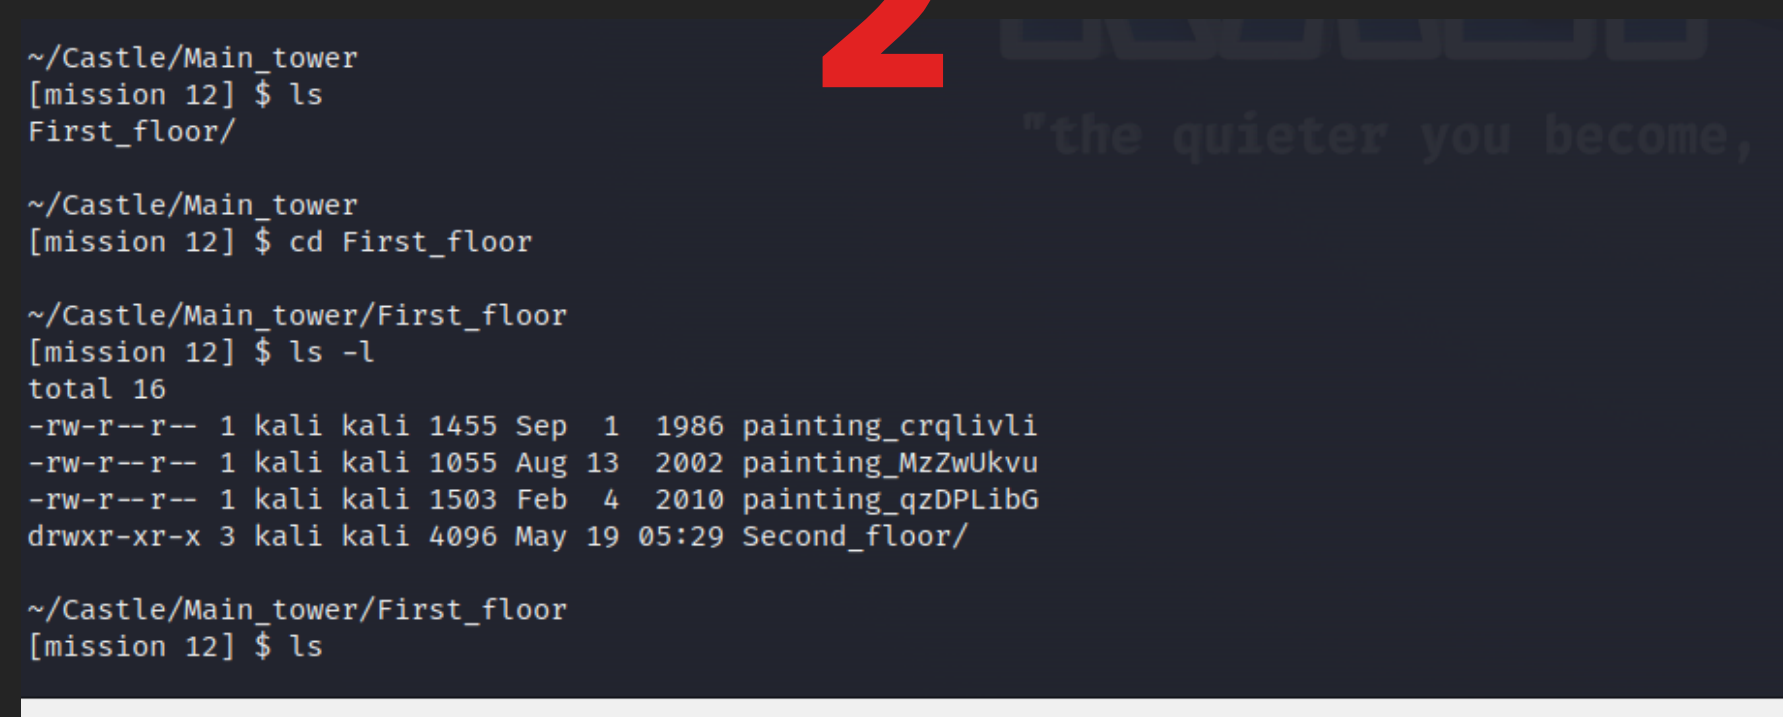 2
~/Castle/Main_tower
[mission 12] $ ls
First_floor/
"the quieter you become,
~/Castle/Main_tower
[mission 12] $ cd First_floor
~/Castle/Main_tower/First_floor
[mission 12] $ ls -l
total 16
-rw-r--r-- 1 kali kali 1455 Sep  1  1986 painting_crqlivli
-rw-r--r-- 1 kali kali 1055 Aug 13  2002 painting_MzZwUkvu
-rw-r--r-- 1 kali kali 1503 Feb  4  2010 painting_qzDPLibG
drwxr-xr-x 3 kali kali 4096 May 19 05:29 Second_floor/
~/Castle/Main_tower/First_floor
[mission 12] $ ls